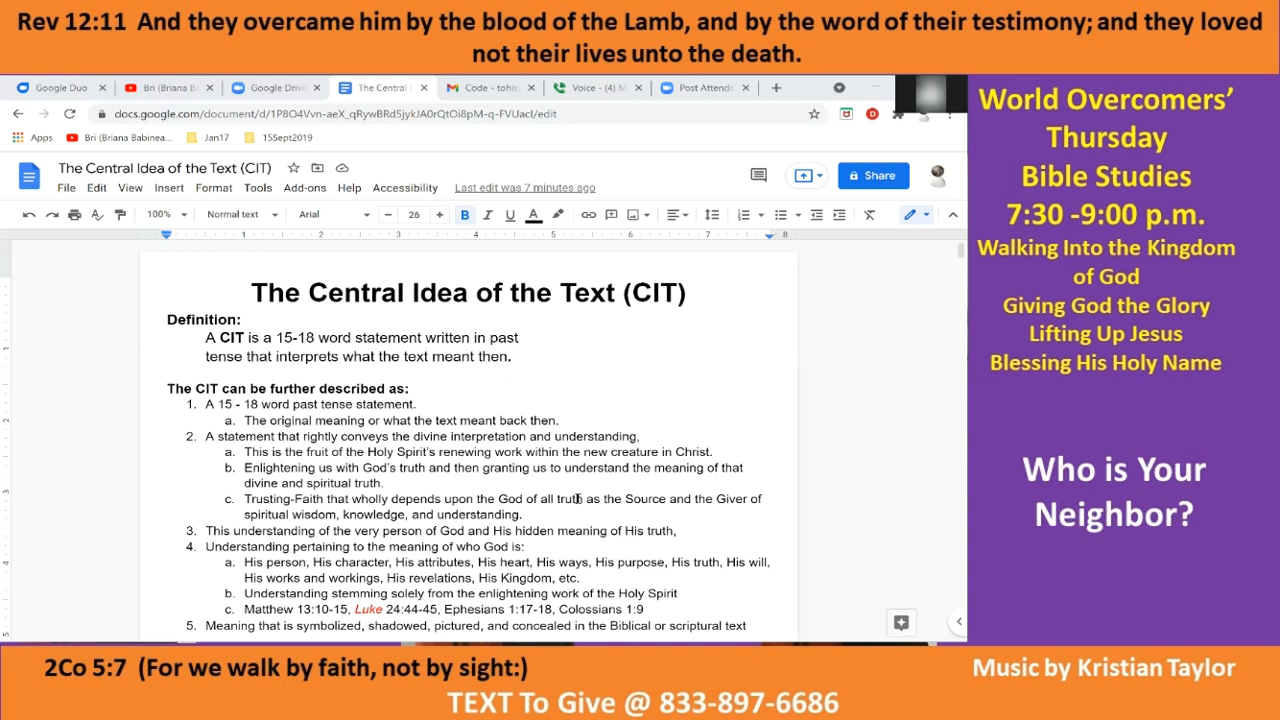 Rev 12:11  And they overcame him by the blood of the Lamb, and by the word of their testimony; and they loved
not their lives unto the death.
Google Duo
Bri (Briana B
Google Drive
The Central I
Gmail Code - tohis
Voice - (4) M
Post Attende
docs.google.com/document/d/1P8O4Vvn-aeX_qRywBRd5jykJA0rQtOi8pM-q-FVUacI/edit
Apps
Bri (Briana Babinea...
Jan17
15Sept2019
The Central Idea of the Text (CIT)
File Edit View Insert Format Tools Add-ons Help Accessibility Last edit was 7 minutes ago
Share
100% Normal text Arial 26 B I U A
1 2 3 4 5 6 7 8
The Central Idea of the Text (CIT)
Definition:
A CIT is a 15-18 word statement written in past
tense that interprets what the text meant then.
The CIT can be further described as:
1. A 15 - 18 word past tense statement.
a. The original meaning or what the text meant back then.
2. A statement that rightly conveys the divine interpretation and understanding,
a. This is the fruit of the Holy Spirit's renewing work within the new creature in Christ.
b. Enlightening us with God's truth and then granting us to understand the meaning of that
divine and spiritual truth.
c. Trusting-Faith that wholly depends upon the God of all truth as the Source and the Giver of
spiritual wisdom, knowledge, and understanding.
3. This understanding of the very person of God and His hidden meaning of His truth,
4. Understanding pertaining to the meaning of who God is:
a. His person, His character, His attributes, His heart, His ways, His purpose, His truth, His will,
His works and workings, His revelations, His Kingdom, etc.
b. Understanding stemming solely from the enlightening work of the Holy Spirit
c. Matthew 13:10-15, Luke 24:44-45, Ephesians 1:17-18, Colossians 1:9
5. Meaning that is symbolized, shadowed, pictured, and concealed in the Biblical or scriptural text
World Overcomers'
Thursday
Bible Studies
7:30 -9:00 p.m.
Walking Into the Kingdom
of God
Giving God the Glory
Lifting Up Jesus
Blessing His Holy Name
Who is Your
Neighbor?
2Co 5:7  (For we walk by faith, not by sight:)
Music by Kristian Taylor
TEXT To Give @ 833-897-6686